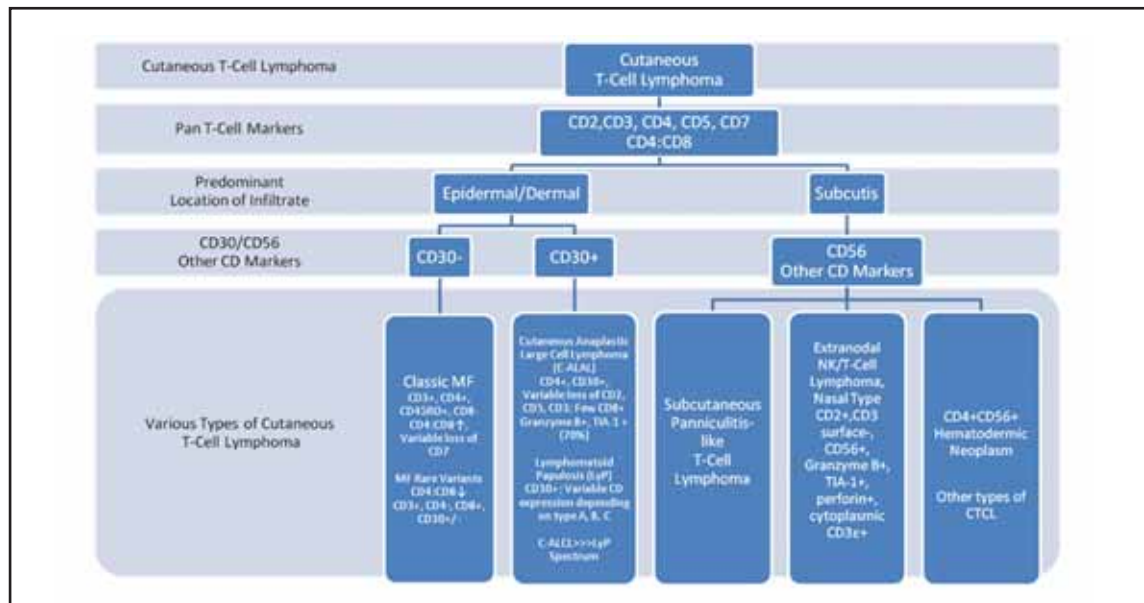 Cutaneous T-Cell Lymphoma
Cutaneous
T-Cell Lymphoma
Pan T-Cell Markers
CD2,CD3, CD4, CD5, CD7
CD4:CD8
Predominant
Location of Infiltrate
Epidermal/Dermal
Subcutis
CD30/CD56
Other CD Markers
CD30-
CD30+
CD56
Other CD Markers
Various Types of Cutaneous
T-Cell Lymphoma
Classic MF
CD3+, CD4+,
CD45RO+, CD8-
CD4:CD8↑,
Variable loss of
CD7
MF Rare Variants
CD4:CD8↓
CD3+, CD4-, CD8+,
CD30+/-
Cutaneous Anaplastic
Large Cell Lymphoma
(C-ALAL)
CD4+, CD30+,
Variable loss of CD2,
CD5, CD3; Few CD8+
Granzyme B+, TIA-1 +
(70%)
Lymphomatoid
Papulosis (LyP)
CD30+; Variable CD
expression depending
on type A, B, C
C-ALCL>>>LyP
Spectrum
Subcutaneous
Panniculitis-
like
T-Cell
Lymphoma
Extranodal
NK/T-Cell
Lymphoma,
Nasal Type
CD2+,CD3
surface-,
CD56+,
Granzyme B+,
TIA-1+,
perforin+,
cytoplasmic
CD3ε+
CD4+CD56+
Hematodermic
Neoplasm
Other types of
CTCL